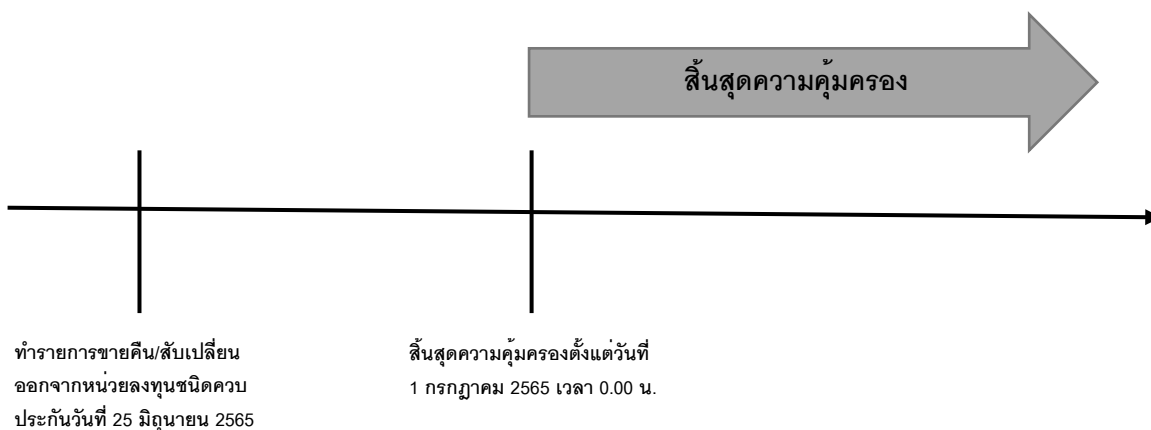 สิ้นสุดความคุ้มครอง
ทำรายการขายคืน/สับเปลี่ยน
ออกจากหน่วยลงทุนชนิดควบ
ประกันวันที่ 25 มิถุนายน 2565
สิ้นสุดความคุ้มครองตั้งแต่วันที่
1 กรกฎาคม 2565 เวลา 0.00 น.